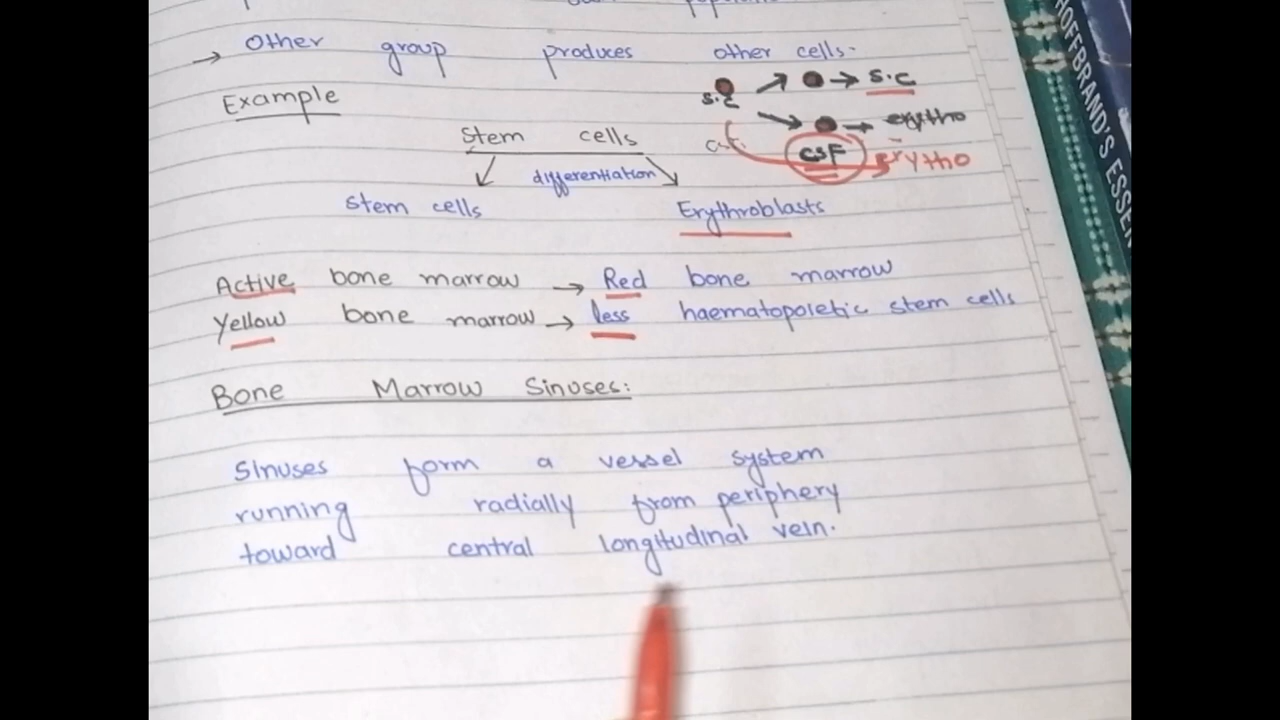 → Other group produces other cells.
Example
s.c → s.c
→ erytho
CSF erytho
Stem cells
differentiation
Stem cells Erythroblasts
Active bone marrow → Red bone marrow
Yellow bone marrow → less haematopoietic stem cells
Bone Marrow Sinuses:
Sinuses form a vessel system
running radially from periphery
toward central longitudinal vein.
HOFFBRAND'S ESSEN